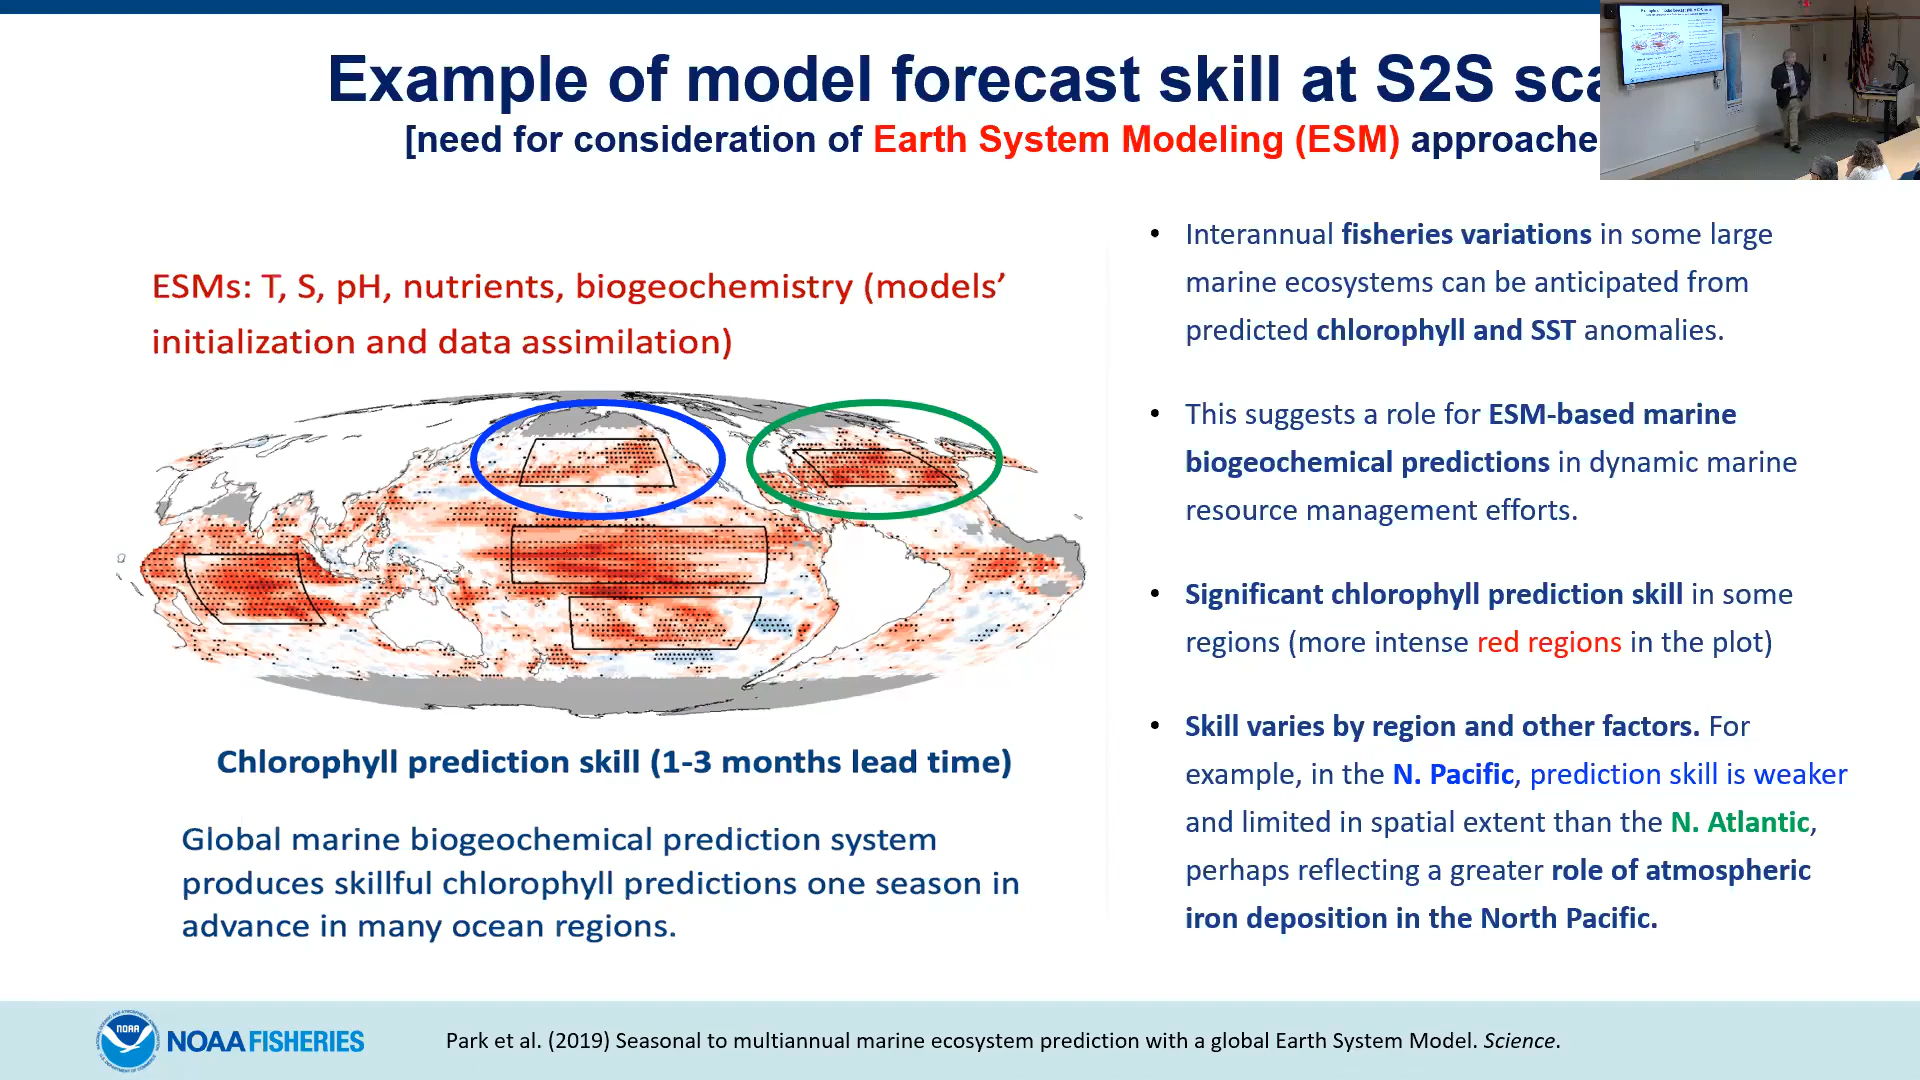 Example of model forecast skill at S2S sca
[need for consideration of Earth System Modeling (ESM) approache
ESMs: T, S, pH, nutrients, biogeochemistry (models'
initialization and data assimilation)
Chlorophyll prediction skill (1-3 months lead time)
Global marine biogeochemical prediction system
produces skillful chlorophyll predictions one season in
advance in many ocean regions.
• Interannual fisheries variations in some large
marine ecosystems can be anticipated from
predicted chlorophyll and SST anomalies.
• This suggests a role for ESM-based marine
biogeochemical predictions in dynamic marine
resource management efforts.
• Significant chlorophyll prediction skill in some
regions (more intense red regions in the plot)
• Skill varies by region and other factors. For
example, in the N. Pacific, prediction skill is weaker
and limited in spatial extent than the N. Atlantic,
perhaps reflecting a greater role of atmospheric
iron deposition in the North Pacific.
NOAA
NOAA FISHERIES
Park et al. (2019) Seasonal to multiannual marine ecosystem prediction with a global Earth System Model. Science.